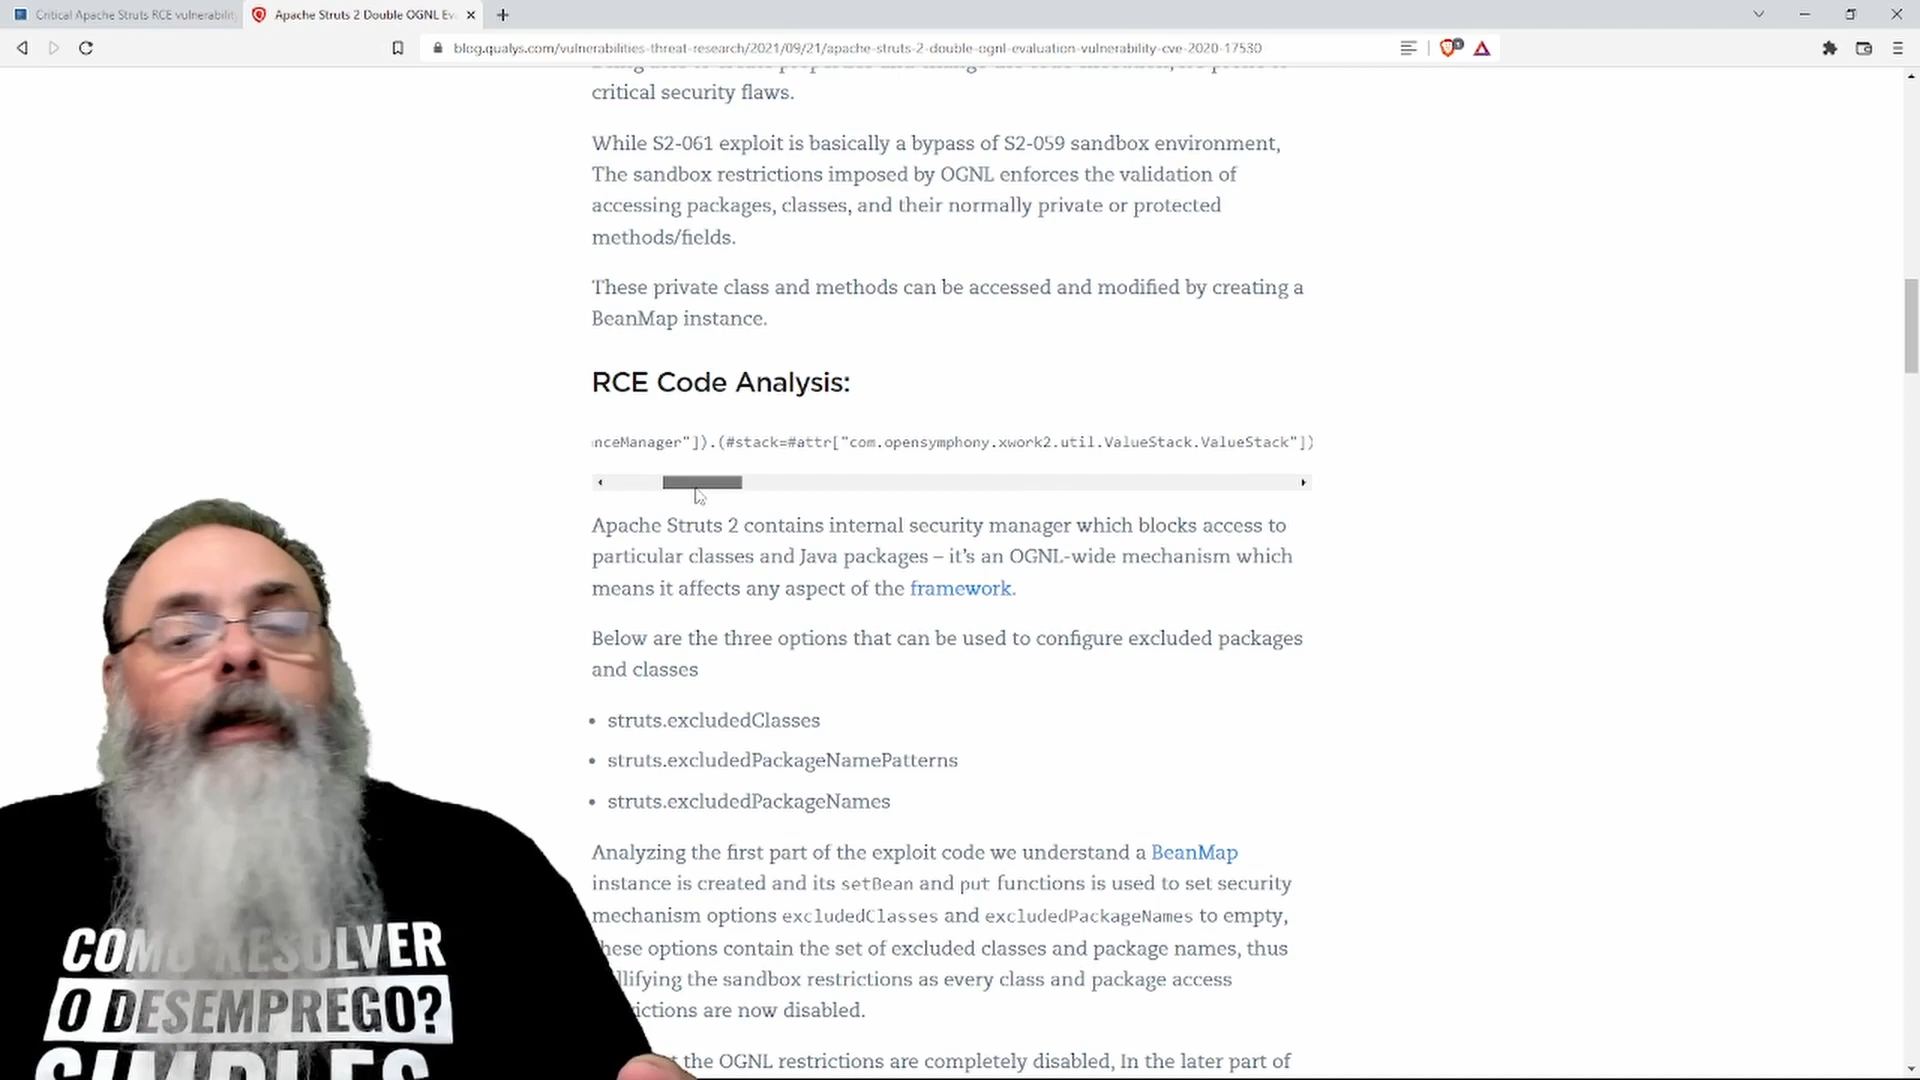 Critical Apache Struts RCE vulnerabilit
Apache Struts 2 Double OGNL Ev
blog.qualys.com/vulnerabilities-threat-research/2021/09/21/apache-struts-2-double-ognl-evaluation-vulnerability-cve-2020-17530
critical security flaws.
While S2-061 exploit is basically a bypass of S2-059 sandbox environment,
The sandbox restrictions imposed by OGNL enforces the validation of
accessing packages, classes, and their normally private or protected
methods/fields.
These private class and methods can be accessed and modified by creating a
BeanMap instance.
RCE Code Analysis:
nceManager"]).(#stack=#attr["com.opensymphony.xwork2.util.ValueStack.ValueStack"])
Apache Struts 2 contains internal security manager which blocks access to
particular classes and Java packages – it's an OGNL-wide mechanism which
means it affects any aspect of the framework.
Below are the three options that can be used to configure excluded packages
and classes
• struts.excludedClasses
• struts.excludedPackageNamePatterns
• struts.excludedPackageNames
Analyzing the first part of the exploit code we understand a BeanMap
instance is created and its setBean and put functions is used to set security
mechanism options excludedClasses and excludedPackageNames to empty,
hese options contain the set of excluded classes and package names, thus
llifying the sandbox restrictions as every class and package access
ictions are now disabled.
t the OGNL restrictions are completely disabled, In the later part of
COMO RESOLVER
O DESEMPREGO?
SIMPLES